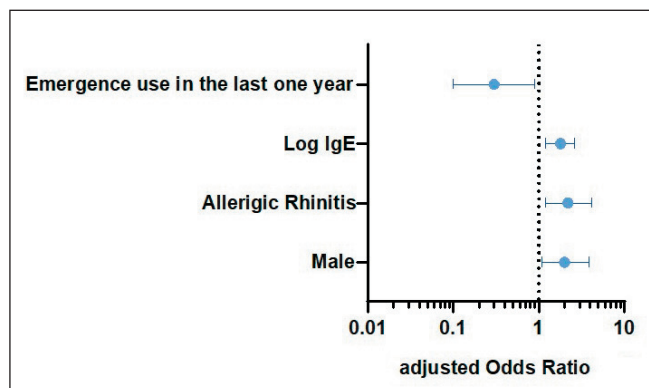 Emergence use in the last one year
Log IgE
Allerigic Rhinitis
Male
0.01 0.1 1 10
adjusted Odds Ratio